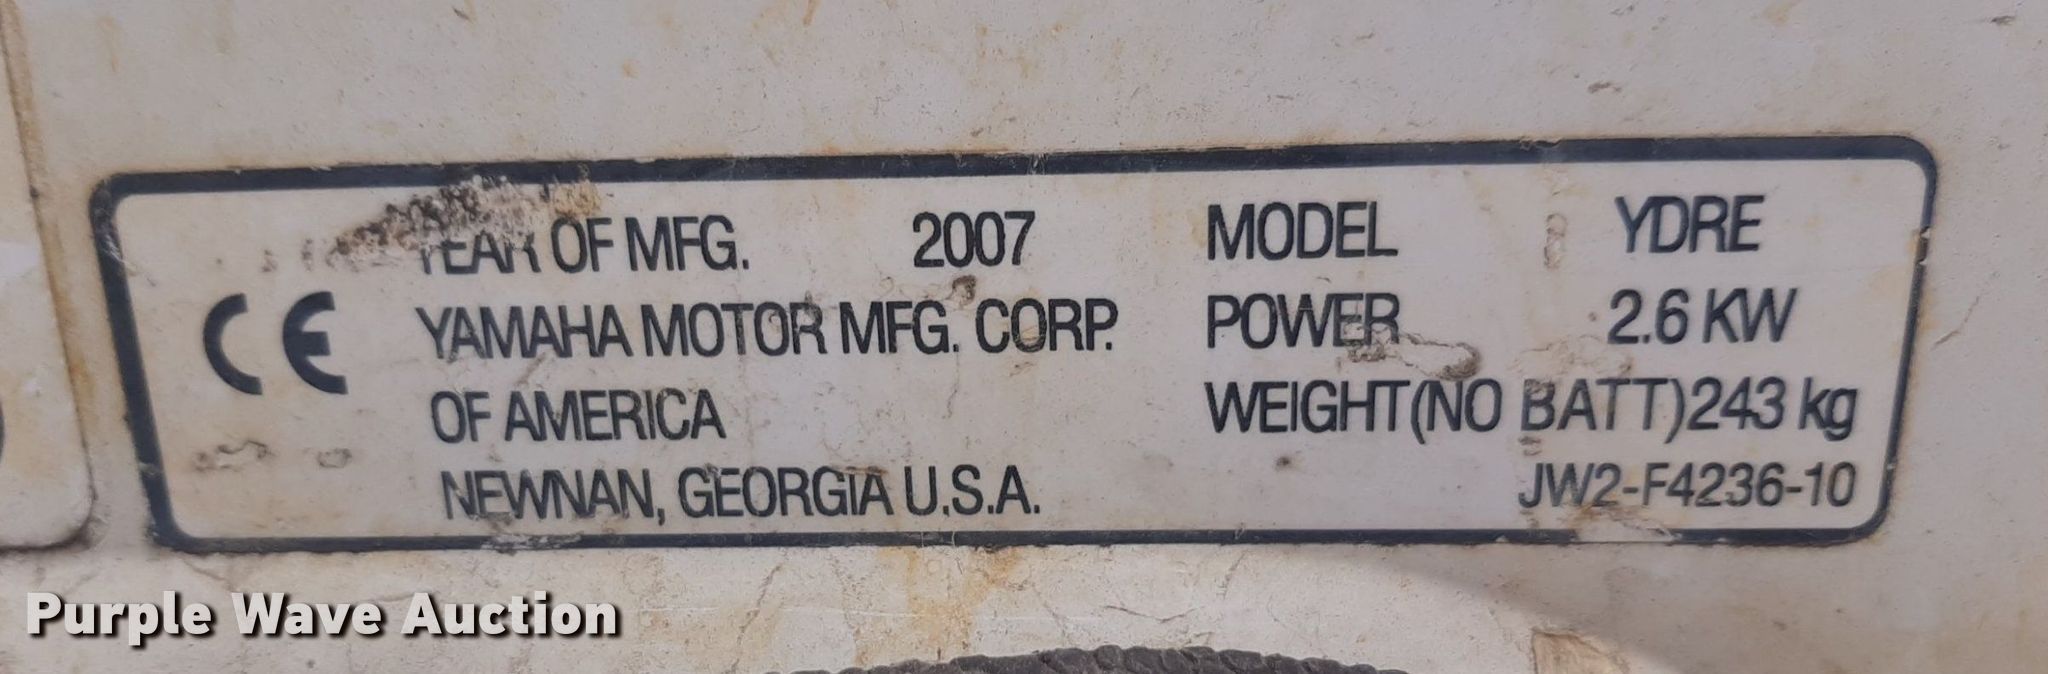 YEAR OF MFG. 2007
YAMAHA MOTOR MFG. CORP.
OF AMERICA
NEWNAN, GEORGIA U.S.A.
CE
MODEL YDRE
POWER 2.6 KW
WEIGHT(NO BATT)243 kg
JW2-F4236-10
Purple Wave Auction